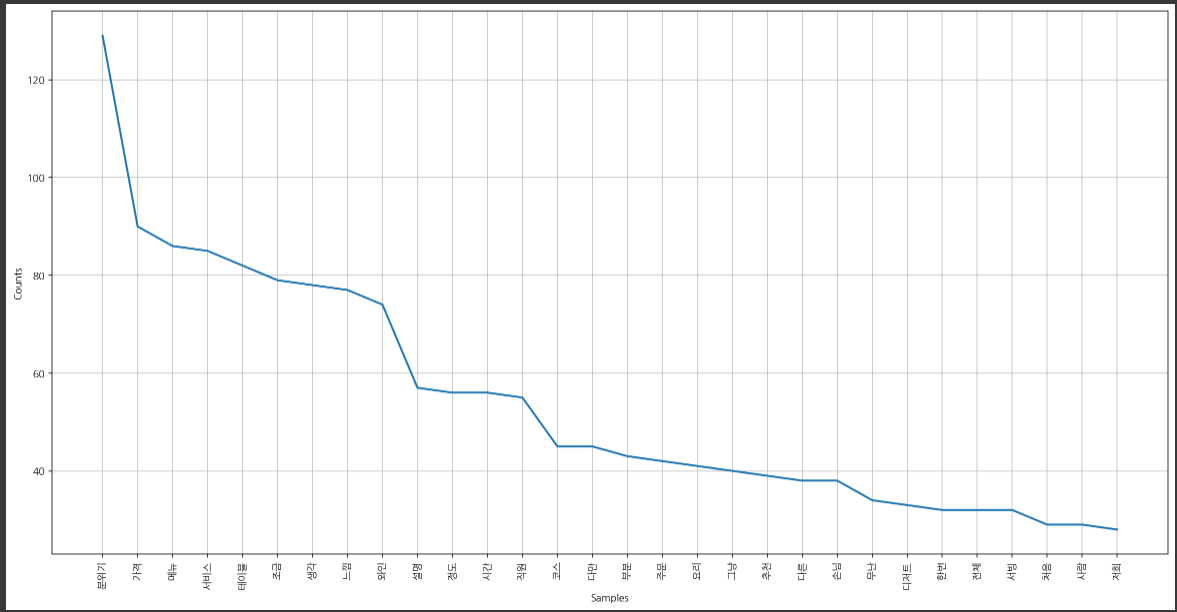 120
100
80
60
40
Counts
분위기
가격
메뉴
서비스
테이블
조금
생각
느낌
와인
설명
정도
시간
직원
코스
다만
부분
주문
요리
그냥
추천
다른
손님
무난
디저트
한번
전체
서빙
처음
사람
저희
Samples